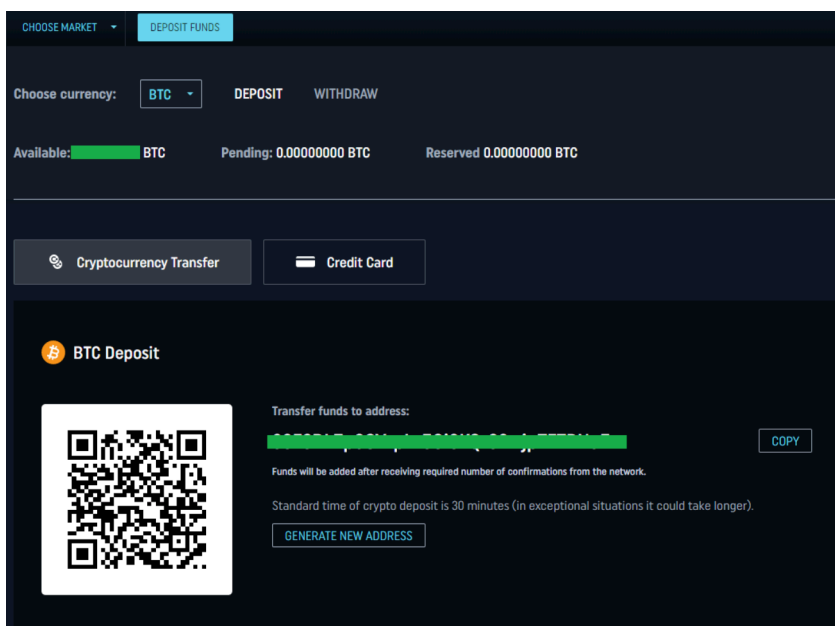 CHOOSE MARKET DEPOSIT FUNDS
Choose currency: BTC DEPOSIT WITHDRAW
Available: BTC Pending: 0.00000000 BTC Reserved 0.00000000 BTC
Cryptocurrency Transfer Credit Card
BTC Deposit
Transfer funds to address:
COPY
Funds will be added after receiving required number of confirmations from the network.
Standard time of crypto deposit is 30 minutes (in exceptional situations it could take longer).
GENERATE NEW ADDRESS